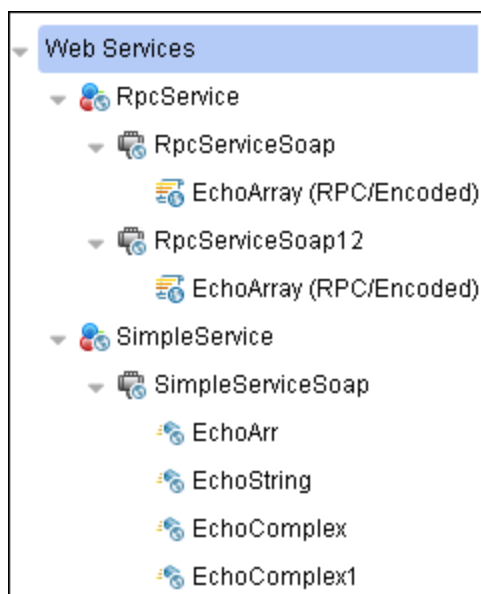 Web Services
RpcService
RpcServiceSoap
EchoArray (RPC/Encoded)
RpcServiceSoap12
EchoArray (RPC/Encoded)
SimpleService
SimpleServiceSoap
EchoArr
EchoString
EchoComplex
EchoComplex1